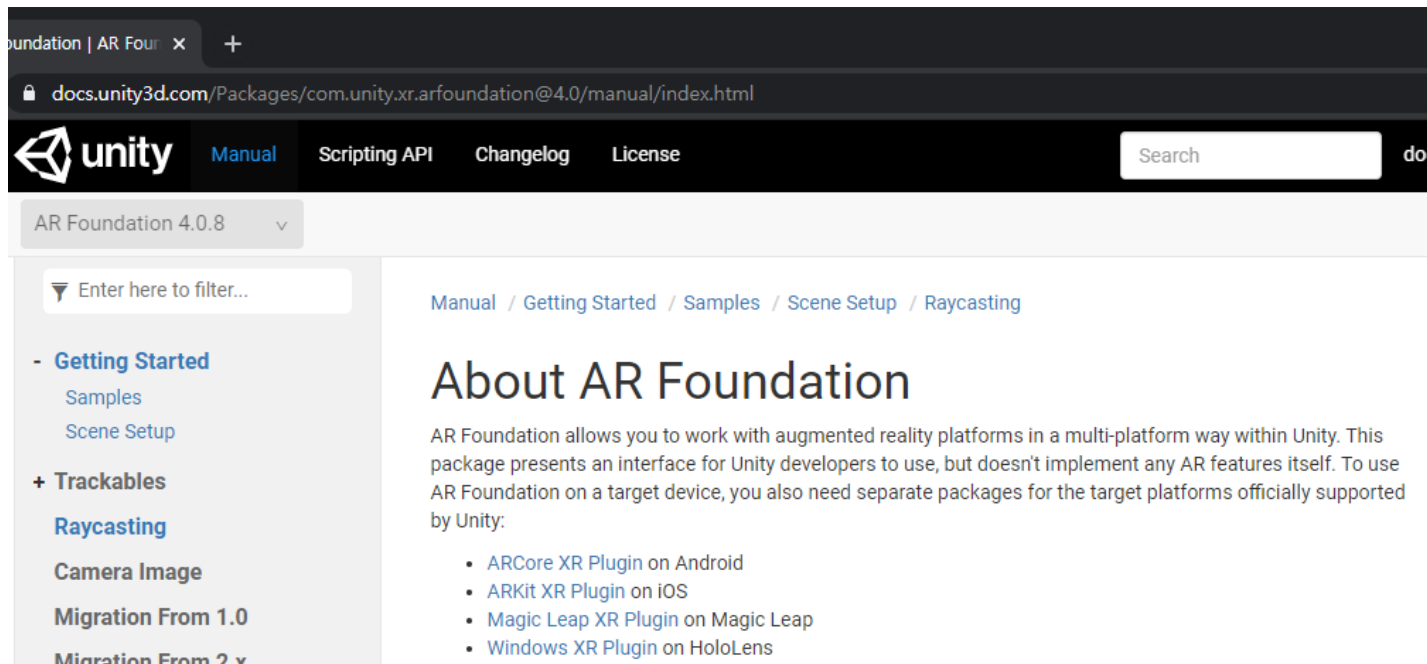 oundation | AR Foun
docs.unity3d.com/Packages/com.unity.xr.arfoundation@4.0/manual/index.html
unity Manual Scripting API Changelog License Search do
AR Foundation 4.0.8
Enter here to filter...
Manual / Getting Started / Samples / Scene Setup / Raycasting
- Getting Started
Samples
Scene Setup
+ Trackables
Raycasting
Camera Image
Migration From 1.0
Migration From 2.x
About AR Foundation
AR Foundation allows you to work with augmented reality platforms in a multi-platform way within Unity. This
package presents an interface for Unity developers to use, but doesn't implement any AR features itself. To use
AR Foundation on a target device, you also need separate packages for the target platforms officially supported
by Unity:
• ARCore XR Plugin on Android
• ARKit XR Plugin on iOS
• Magic Leap XR Plugin on Magic Leap
• Windows XR Plugin on HoloLens